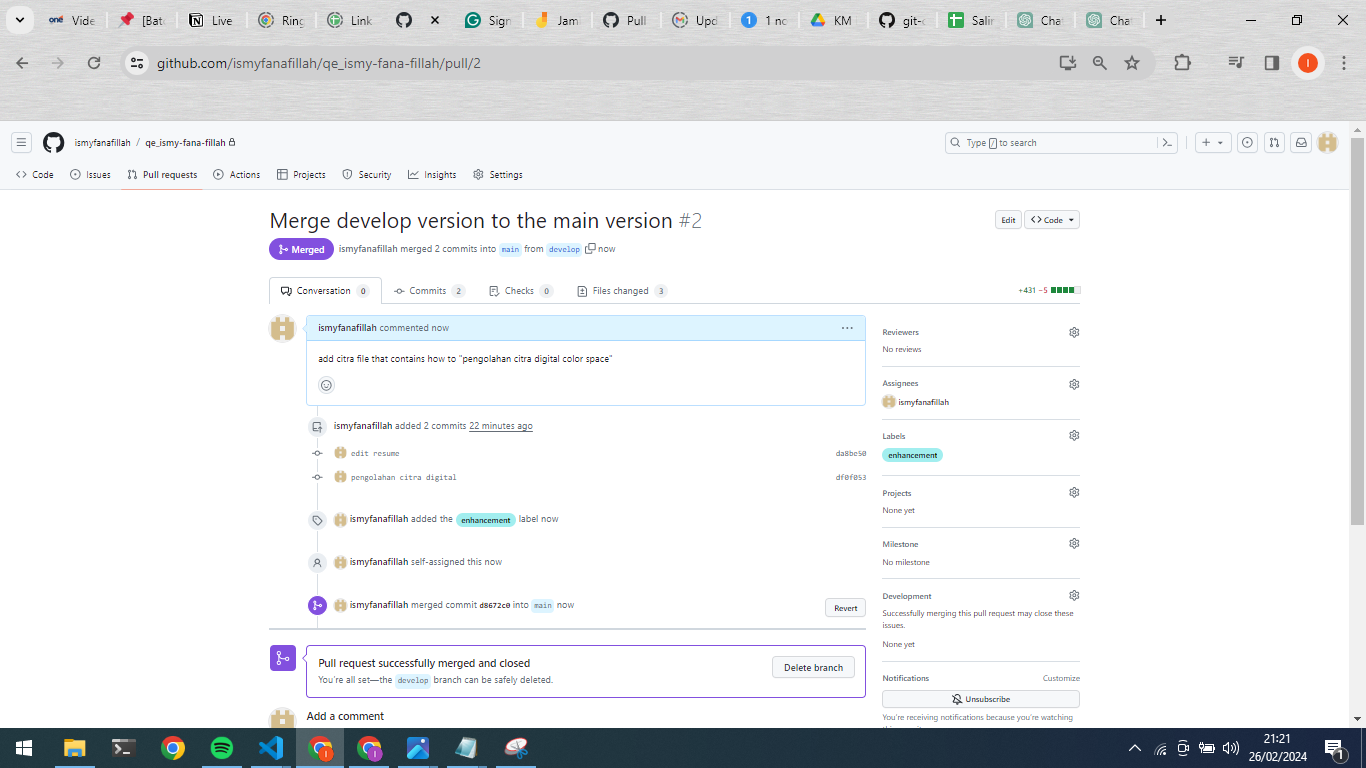 Vide
[Bat
Live
Ring
Link
Sign
Jam
Pull
Upd
1 no
KM
git-c
Salin
Cha
Cha
github.com/ismyfanafillah/qe_ismy-fana-fillah/pull/2
I
ismyfanafillah / qe_ismy-fana-fillah
Type / to search
Code
Issues
Pull requests
Actions
Projects
Security
Insights
Settings
Merge develop version to the main version #2
Edit
Code
Merged
ismyfanafillah merged 2 commits into main from develop now
Conversation 0
Commits 2
Checks 0
Files changed 3
+431 −5
ismyfanafillah commented now
add citra file that contains how to "pengolahan citra digital color space"
ismyfanafillah added 2 commits 22 minutes ago
edit resume
da8be50
pengolahan citra digital
df0f053
ismyfanafillah added the enhancement label now
ismyfanafillah self-assigned this now
ismyfanafillah merged commit d8672c0 into main now
Revert
Pull request successfully merged and closed
You're all set—the develop branch can be safely deleted.
Delete branch
Add a comment
Reviewers
No reviews
Assignees
ismyfanafillah
Labels
enhancement
Projects
None yet
Milestone
No milestone
Development
Successfully merging this pull request may close these
issues.
None yet
Notifications
Customize
Unsubscribe
You're receiving notifications because you're watching
21:21
26/02/2024
1